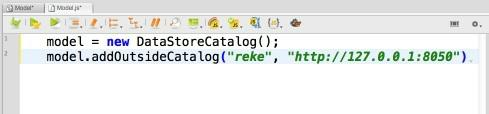 Model*
Model.js*
1 model = new DataStoreCatalog();
2 model.addOutsideCatalog("reke", "http://127.0.0.1:8050")